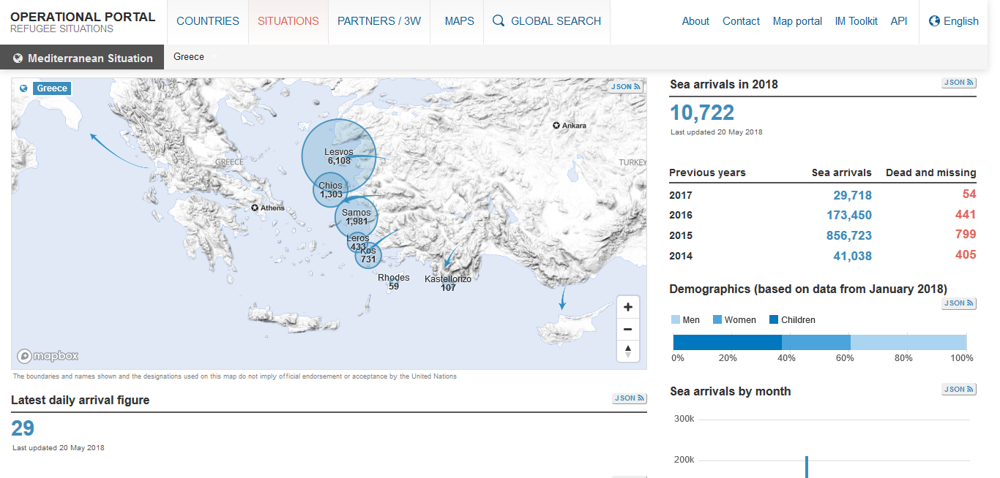 OPERATIONAL PORTAL
REFUGEE SITUATIONS
COUNTRIES
SITUATIONS
PARTNERS / 3W
MAPS
GLOBAL SEARCH
About
Contact
Map portal
IM Toolkit
API
English
Mediterranean Situation
Greece
Greece
JSON
Ankara
Lesvos
6,108
GREECE
TURKEY
Chios
1,303
Athens
Samos
1,981
Leros
433
Kos
731
Rhodes
59
Kastellorizo
107
mapbox
The boundaries and names shown and the designations used on this map do not imply official endorsement or acceptance by the United Nations
Latest daily arrival figure
JSON
29
Last updated 20 May 2018
Sea arrivals in 2018
JSON
10,722
Last updated 20 May 2018
Previous years Sea arrivals Dead and missing
2017 29,718 54
2016 173,450 441
2015 856,723 799
2014 41,038 405
Demographics (based on data from January 2018)
JSON
Men Women Children
0% 20% 40% 60% 80% 100%
Sea arrivals by month
JSON
300k
200k